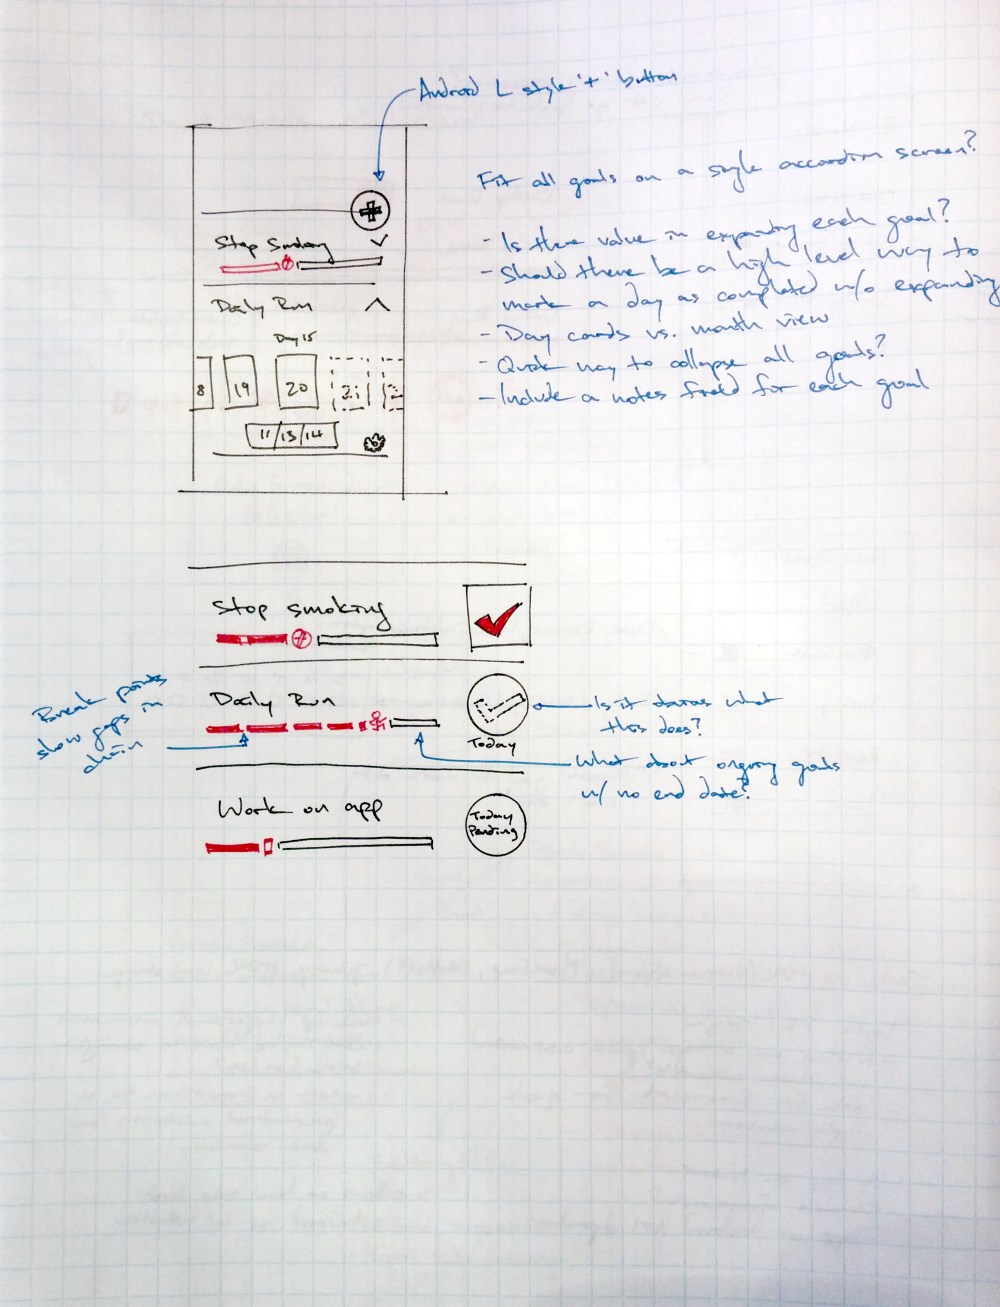 Android L style '+' button
Fit all goals on a single accordion screen?
- Is there value in expanding each goal?
- Should there be a high level way to
mark a day as completed w/o expanding
- Day cards vs. month view
- Quick way to collapse all goals?
- Include a notes field for each goal
Stop Smoking
Daily Run
Day 15
8 19 20 21 2
11/13/14
Stop smoking
Break points
show gaps in
chain
Daily Run
Today
Is it obvious what
this does?
What about ongoing goals
w/ no end date?
Work on app
Today
Pending